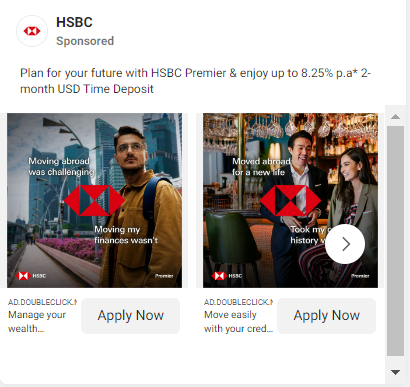 HSBC
Sponsored
Plan for your future with HSBC Premier & enjoy up to 8.25% p.a* 2-
month USD Time Deposit
Moving abroad
was challenging
Moving my
finances wasn't
HSBC
Premier
Moved abroad
for a new life
Took my
history
HSBC
Premier
AD.DOUBLECLICK.N
Manage your
wealth...
Apply Now
AD.DOUBLECLICK.N
Move easily
with your cred...
Apply Now